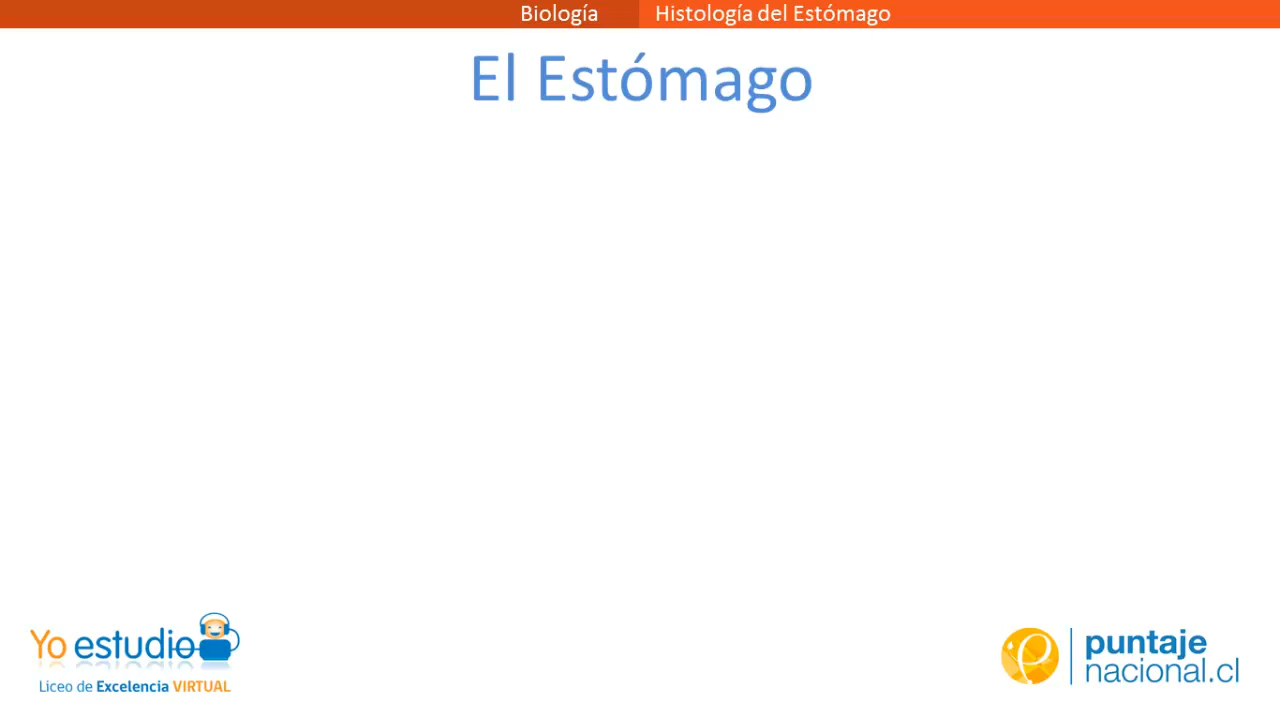 Biología
Histología del Estómago
El Estómago
Yo estudio
Liceo de Excelencia VIRTUAL
puntaje
nacional.cl